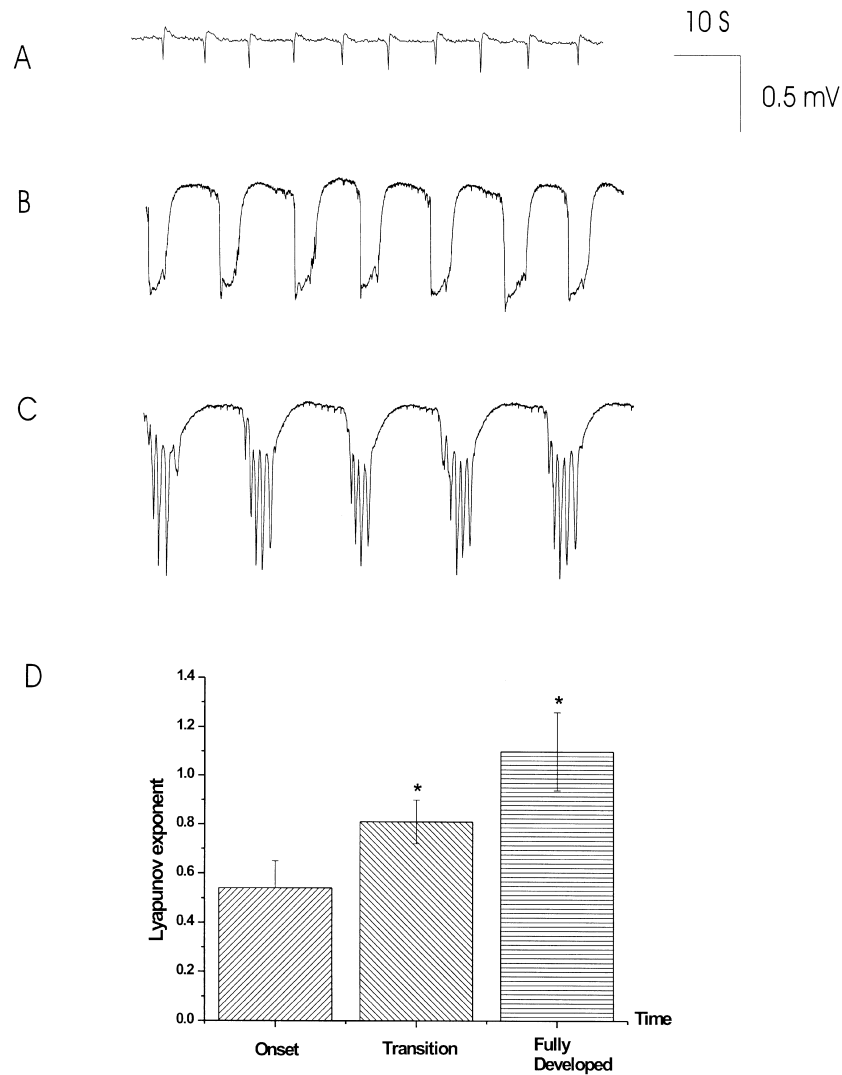 10 S
A
0.5 mV
B
C
D
1.4
1.2
1.0
0.8
0.6
0.4
0.2
0.0
Lyapunov exponent
*
*
Time
Onset
Transition
Fully
Developed